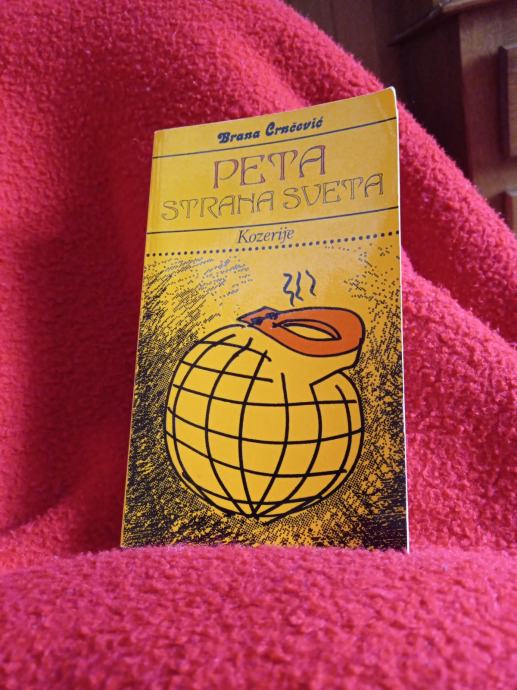 Brana Crnčević
PETA
STRANA SVETA
Kozerije